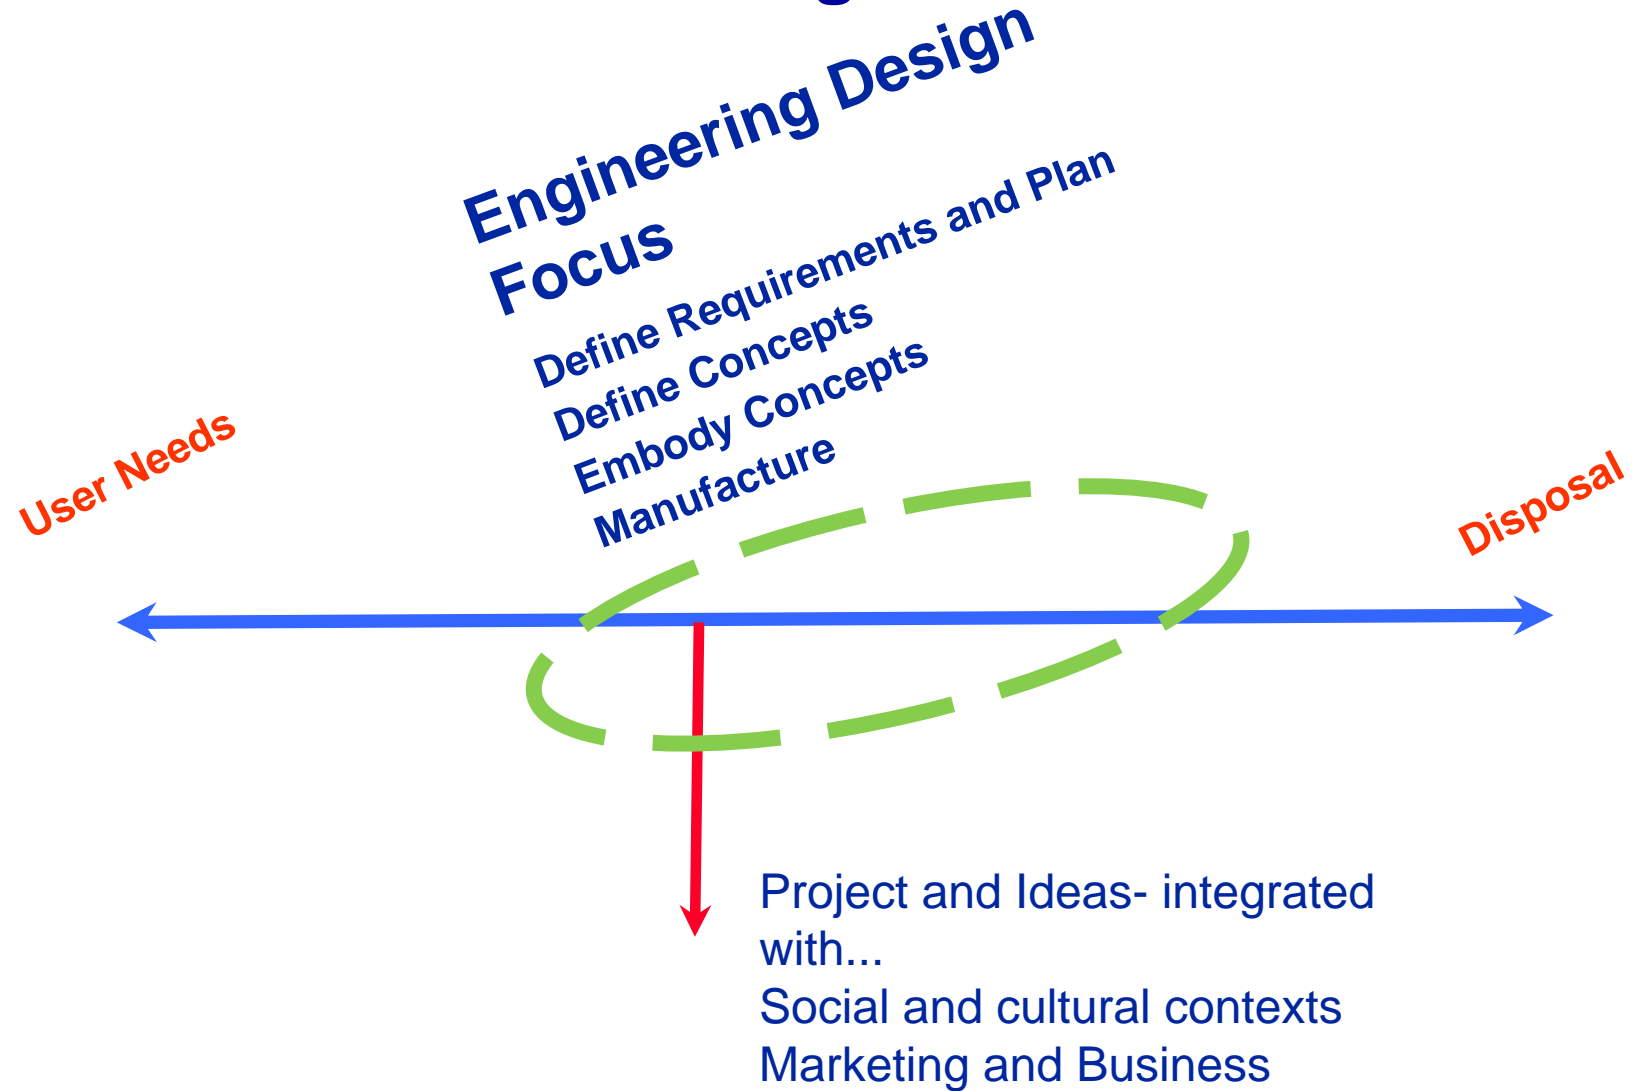 Engineering Design
Focus
Define Requirements and Plan
Define Concepts
Embody Concepts
Manufacture
User Needs
Disposal
Project and Ideas- integrated
with...
Social and cultural contexts
Marketing and Business